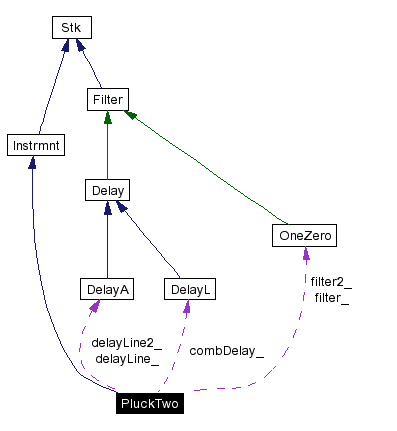 Stk
Filter
Instrmnt
Delay
OneZero
DelayA
DelayL
filter2_
filter_
delayLine2_
delayLine_
combDelay_
PluckTwo